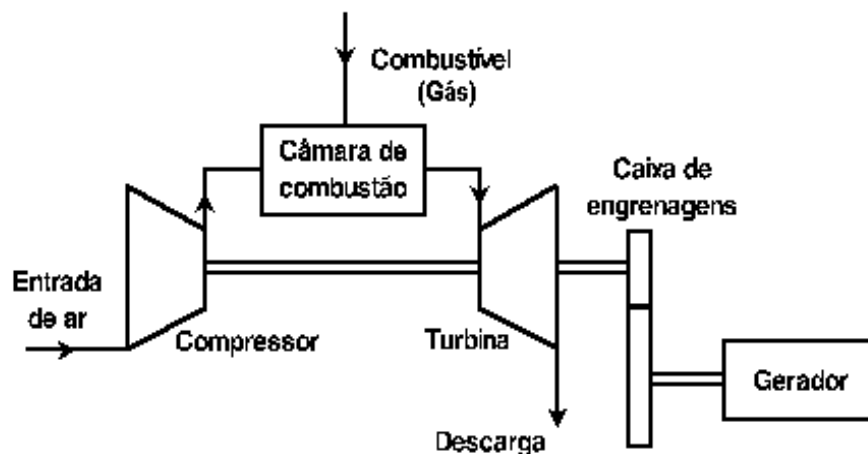 Combustível
(Gás)
Câmara de
combustão
Caixa de
engrenagens
Entrada
de ar
Compressor
Turbina
Gerador
Descarga